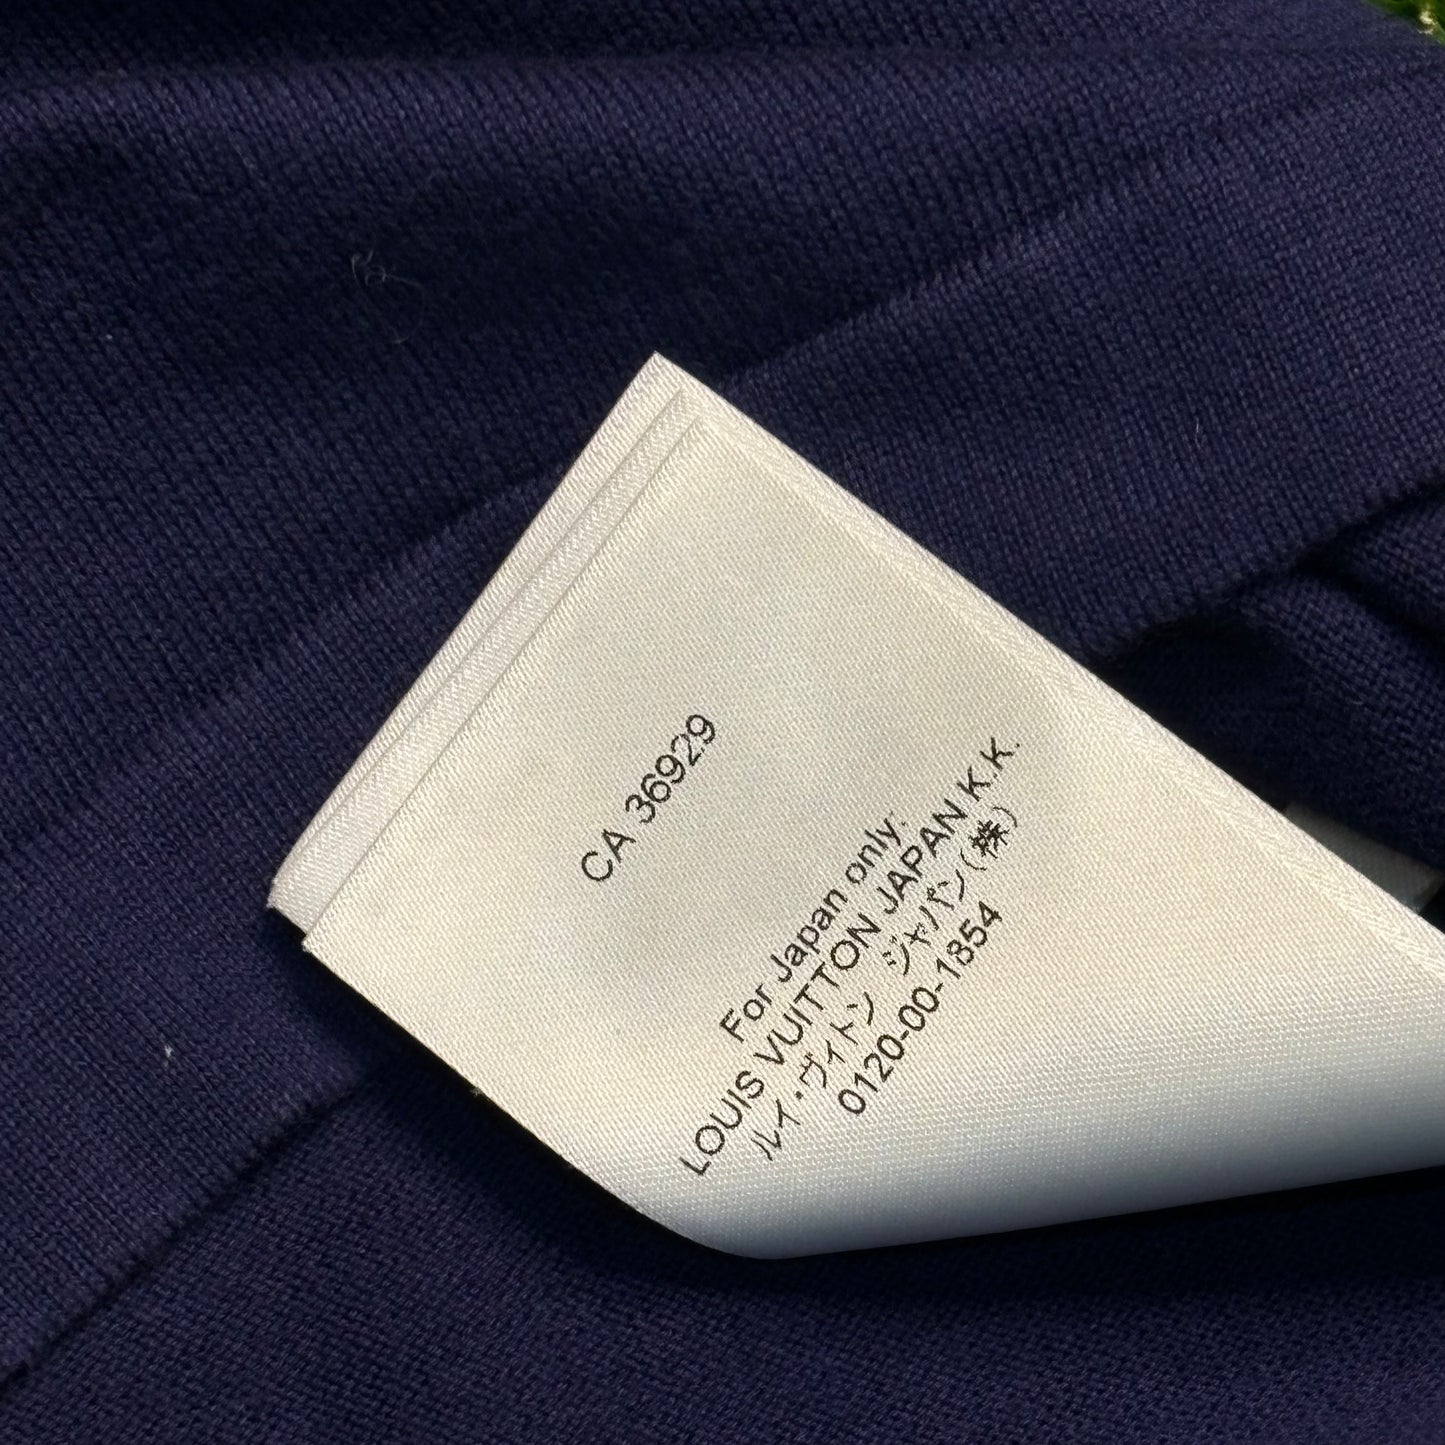 CA 36929
For Japan only.
LOUIS VUITTON JAPAN K.K.
ルイ・ヴィトン ジャパン(株)
0120-00-1854